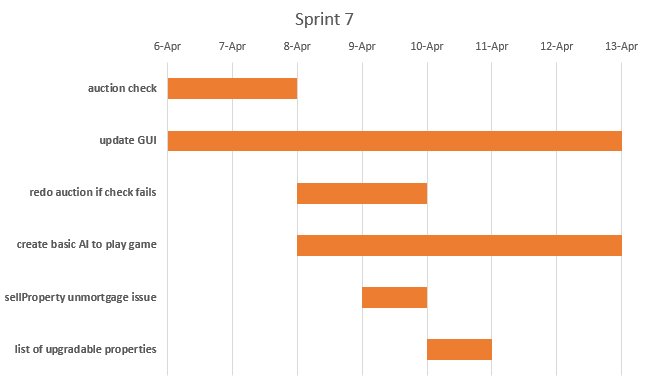 Sprint 7
6-Apr 7-Apr 8-Apr 9-Apr 10-Apr 11-Apr 12-Apr 13-Apr
auction check
update GUI
redo auction if check fails
create basic AI to play game
sellProperty unmortgage issue
list of upgradable properties